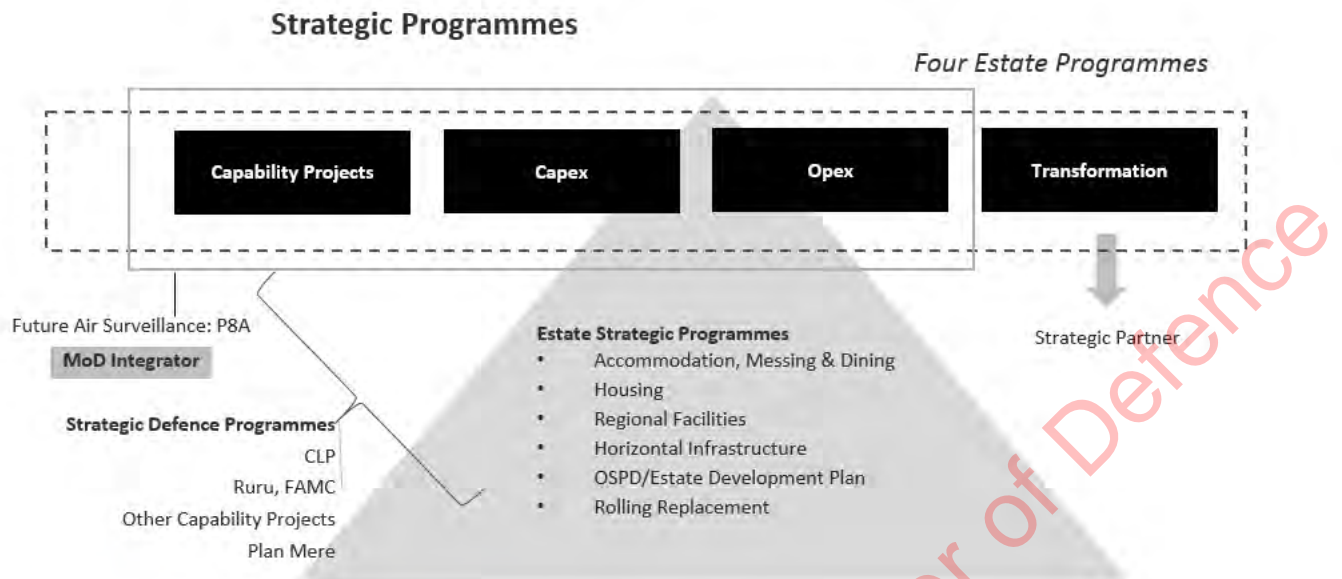 Strategic Programmes
Four Estate Programmes
Capability Projects
Capex
Opex
Transformation
Future Air Surveillance: P8A
MoD Integrator
Strategic Defence Programmes
CLP
Ruru, FAMC
Other Capability Projects
Plan Mere
Estate Strategic Programmes
• Accommodation, Messing & Dining
• Housing
• Regional Facilities
• Horizontal Infrastructure
• OSPD/Estate Development Plan
• Rolling Replacement
Strategic Partner
of Defence